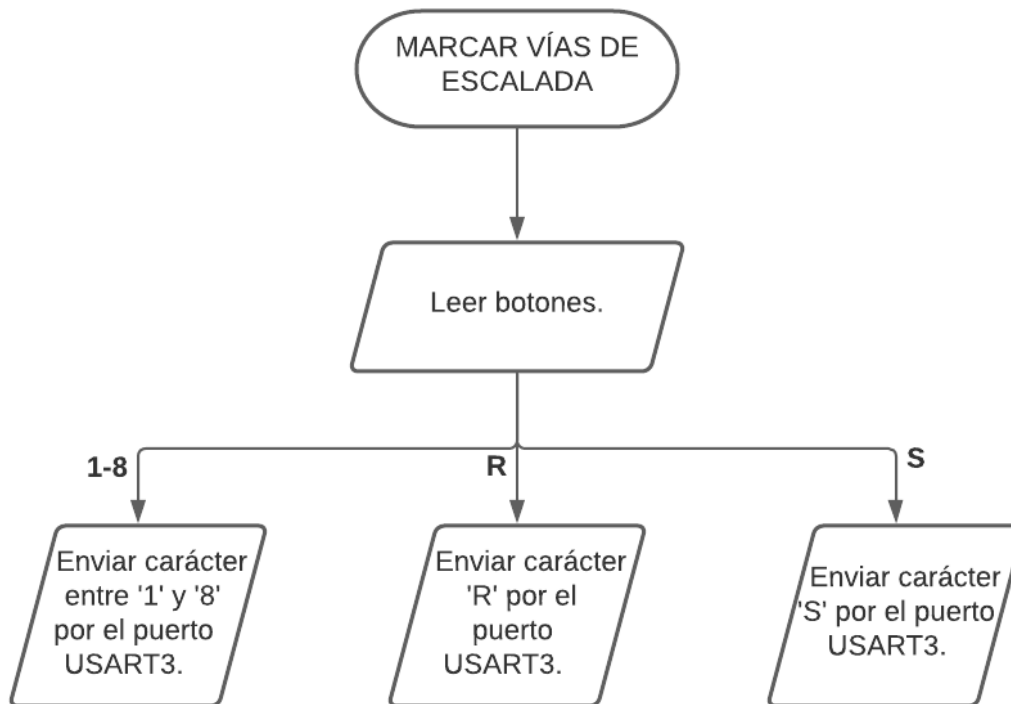 MARCAR VÍAS DE
ESCALADA
Leer botones.
1-8
R
S
Enviar carácter
entre '1' y '8'
por el puerto
USART3.
Enviar carácter
'R' por el
puerto
USART3.
Enviar carácter
'S' por el puerto
USART3.